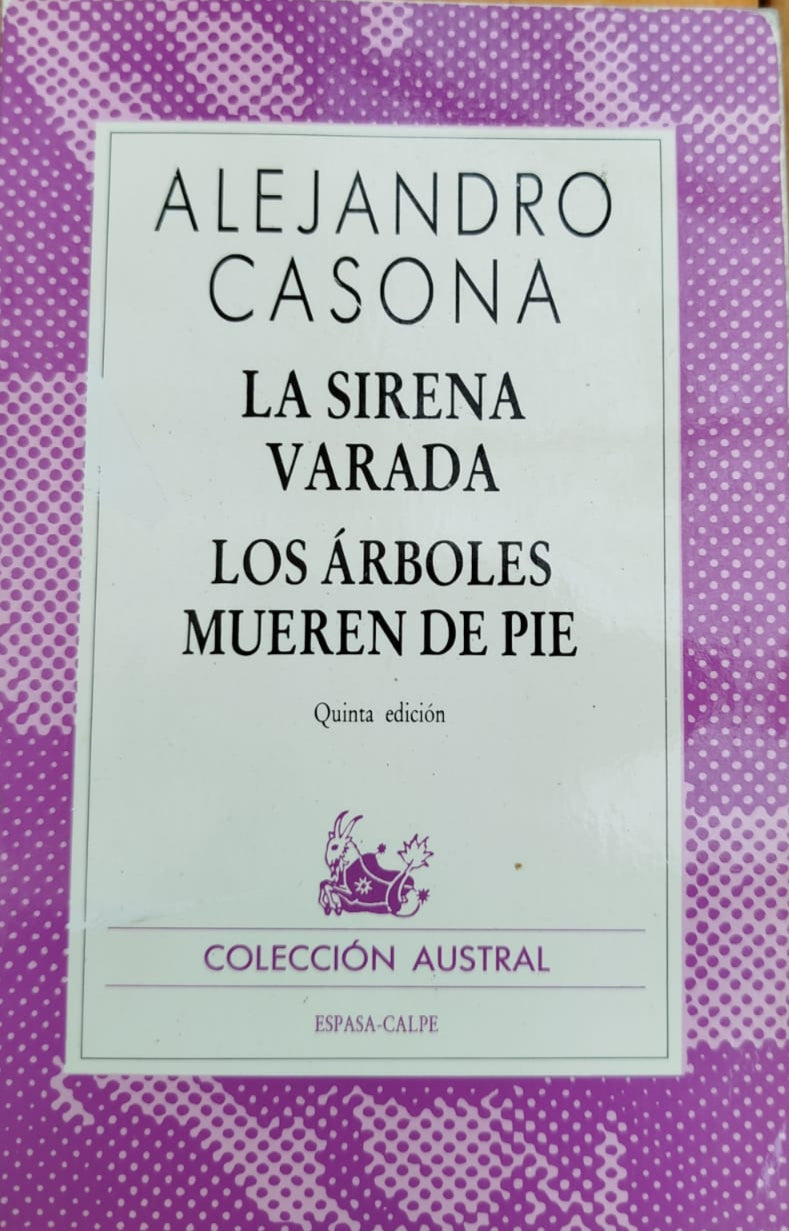 ALEJANDRO
CASONA
LA SIRENA
VARADA
LOS ÁRBOLES
MUEREN DE PIE
Quinta edición
COLECCIÓN AUSTRAL
ESPASA-CALPE